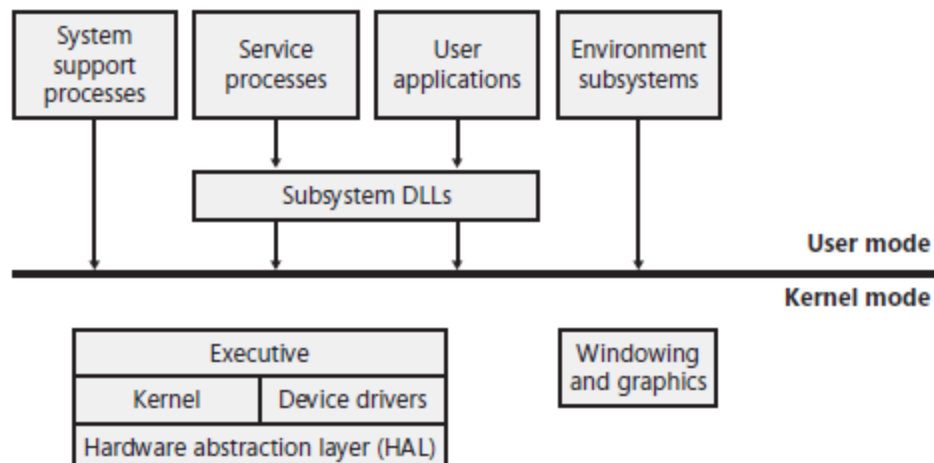 System
support
processes
Service
processes
User
applications
Environment
subsystems
Subsystem DLLs
User mode
Kernel mode
Executive
Kernel
Device drivers
Hardware abstraction layer (HAL)
Windowing
and graphics